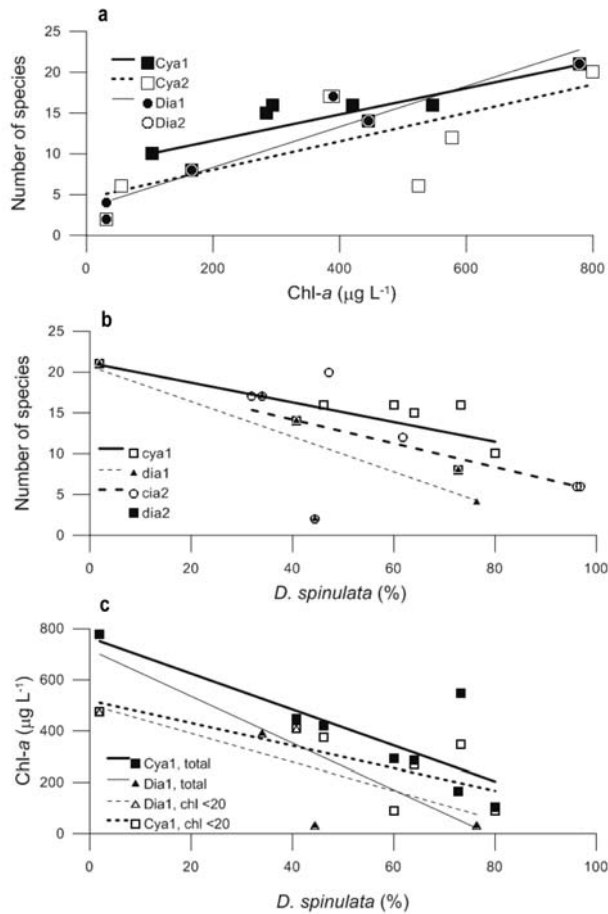 a
25
20
15
10
5
0
Number of species
Cya1
Cya2
Dia1
Dia2
0 200 400 600 800
Chl-a (µg L-1)
b
25
20
15
10
5
0
Number of species
cya1
dia1
cia2
dia2
0 20 40 60 80 100
D. spinulata (%)
c
800
600
400
200
0
Chl-a (µg L-1)
Cya1, total
Dia1, total
Dia1, chl <20
Cya1, chl <20
0 20 40 60 80 100
D. spinulata (%)